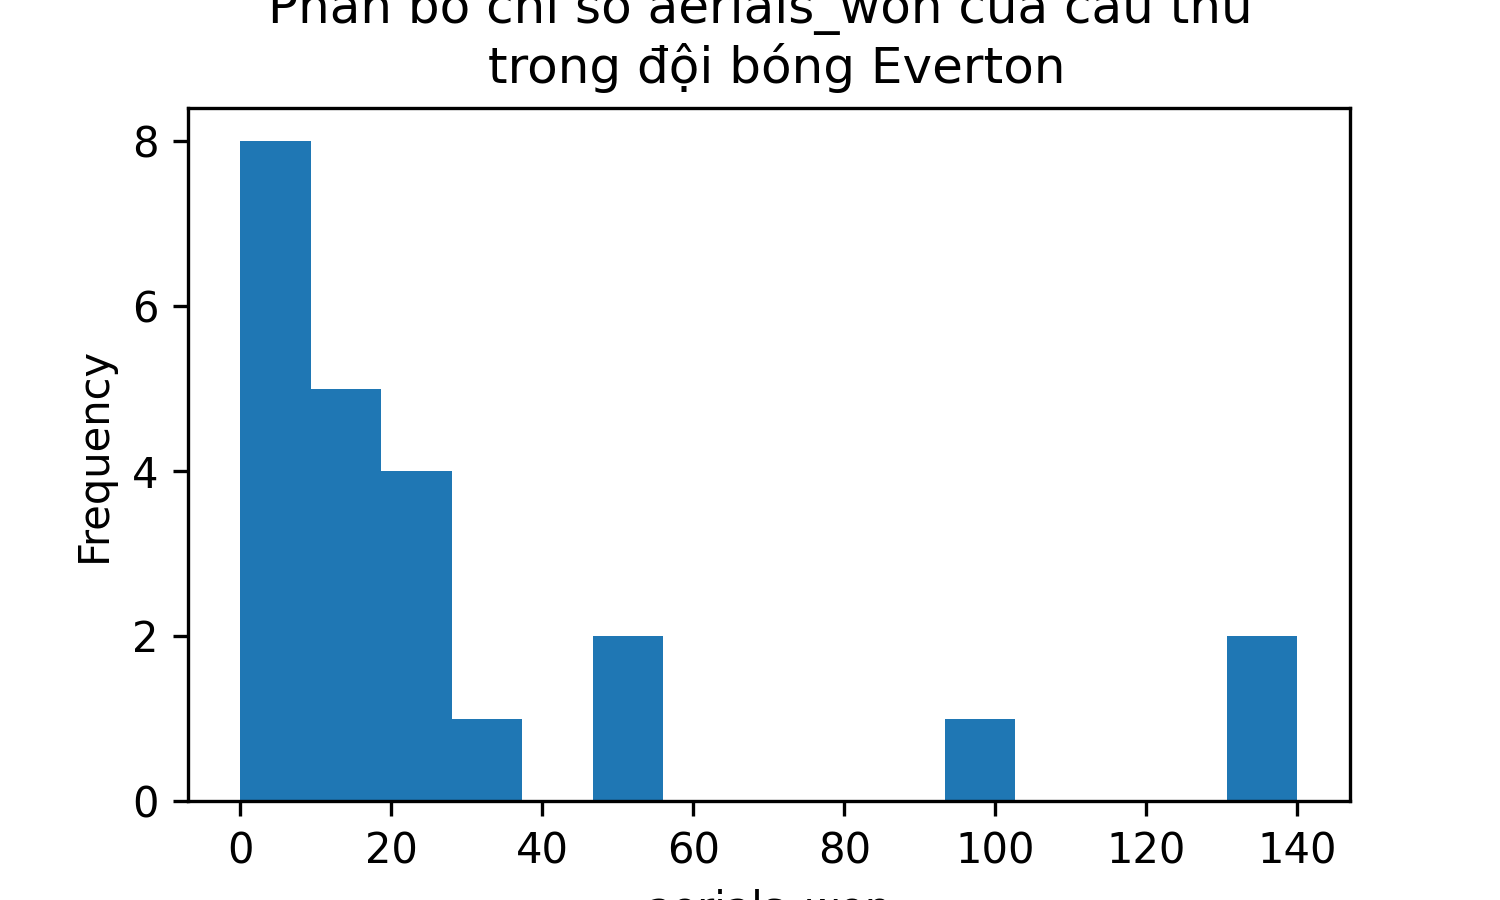 Phân bố chỉ số aerials_won của cầu thủ
trong đội bóng Everton
8
6
4
2
0
Frequency
0 20 40 60 80 100 120 140
aerials_won